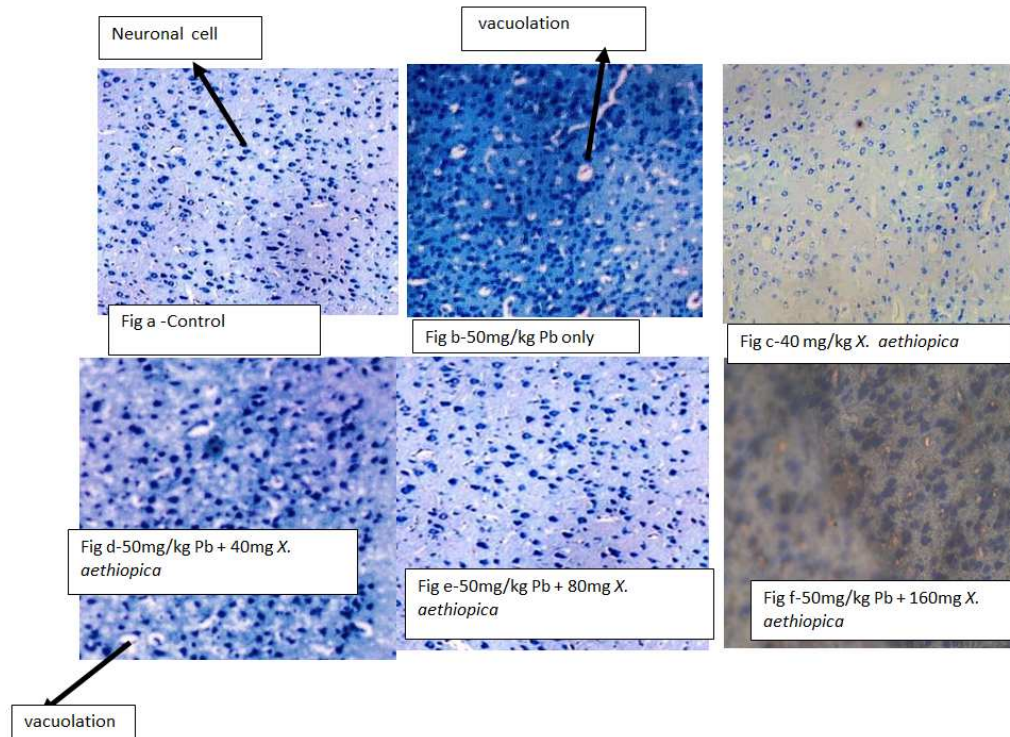 Neuronal cell
vacuolation
Fig a -Control
Fig b-50mg/kg Pb only
Fig c-40 mg/kg X. aethiopica
Fig d-50mg/kg Pb + 40mg X.
aethiopica
Fig e-50mg/kg Pb + 80mg X.
aethiopica
Fig f-50mg/kg Pb + 160mg X.
aethiopica
vacuolation